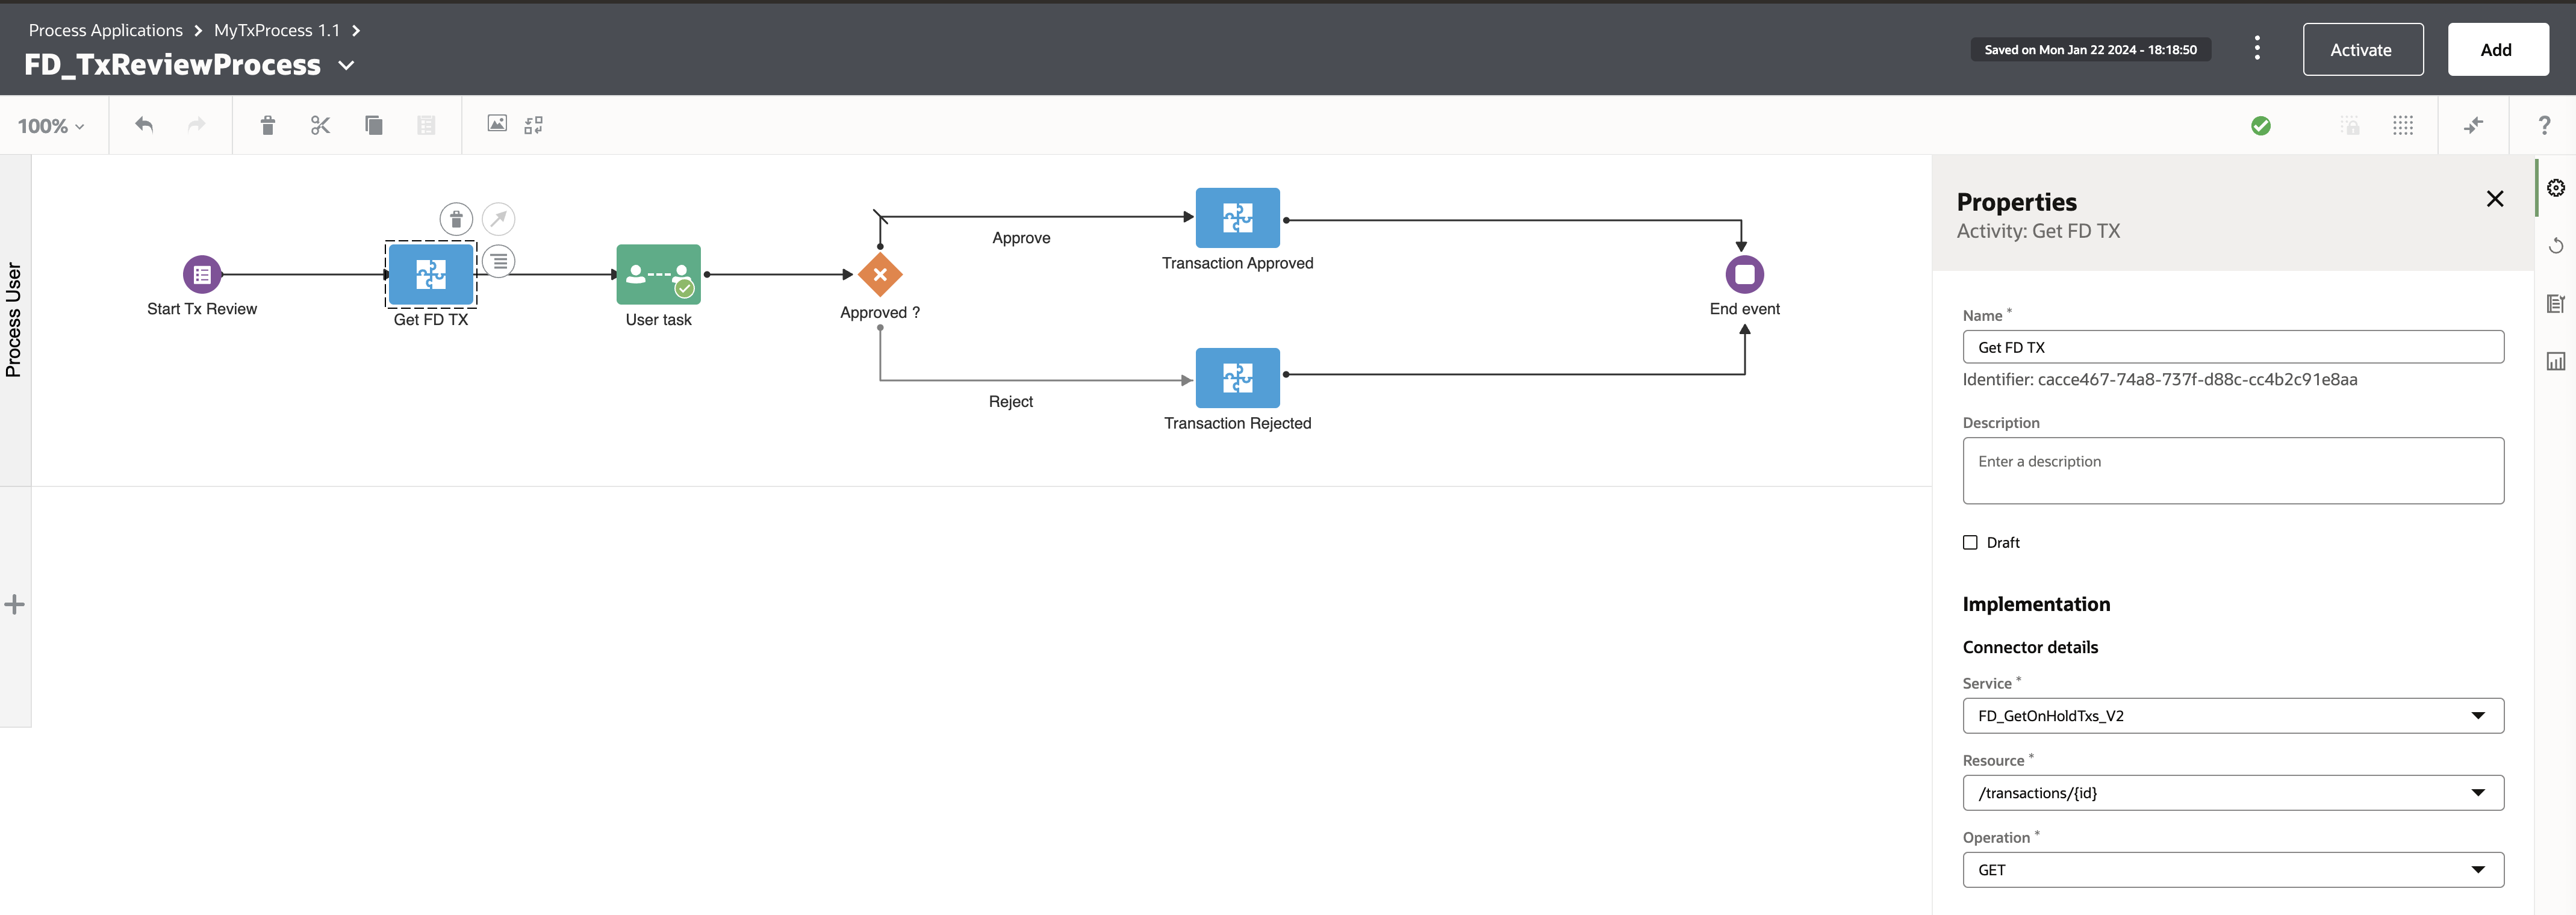 Process Applications > MyTxProcess 1.1 >
FD_TxReviewProcess
Saved on Mon Jan 22 2024 - 18:18:50
Activate
Add
100%
?
Process User
Start Tx Review
Get FD TX
User task
Approved ?
Approve
Reject
Transaction Approved
Transaction Rejected
End event
Properties
Activity: Get FD TX
Name *
Get FD TX
Identifier: cacce467-74a8-737f-d88c-cc4b2c91e8aa
Description
Enter a description
Draft
Implementation
Connector details
Service *
FD_GetOnHoldTxs_V2
Resource *
/transactions/{id}
Operation *
GET